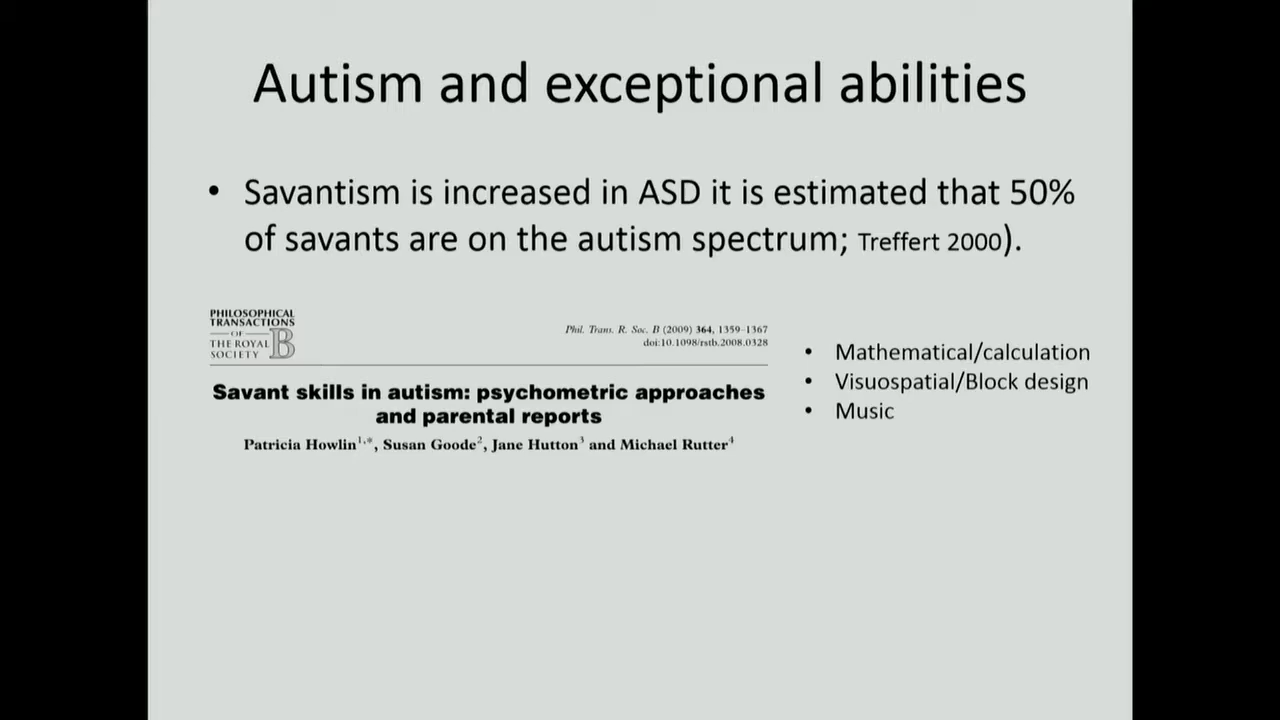 Autism and exceptional abilities
• Savantism is increased in ASD it is estimated that 50%
of savants are on the autism spectrum; Treffert 2000).
PHILOSOPHICAL
TRANSACTIONS
OF
THE ROYAL
SOCIETY B
Phil. Trans. R. Soc. B (2009) 364, 1359–1367
doi:10.1098/rstb.2008.0328
Savant skills in autism: psychometric approaches
and parental reports
Patricia Howlin1,*, Susan Goode2, Jane Hutton3 and Michael Rutter4
• Mathematical/calculation
• Visuospatial/Block design
• Music